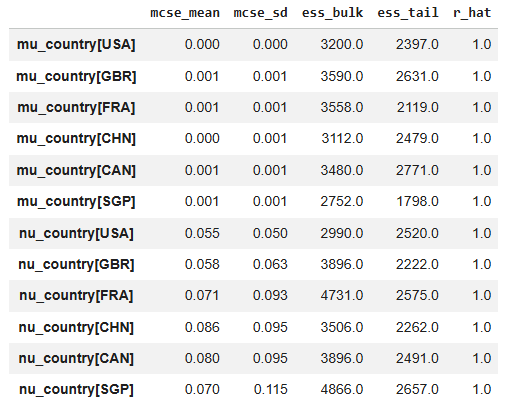 mcse_mean mcse_sd ess_bulk ess_tail r_hat
mu_country[USA] 0.000 0.000 3200.0 2397.0 1.0
mu_country[GBR] 0.001 0.001 3590.0 2631.0 1.0
mu_country[FRA] 0.001 0.001 3558.0 2119.0 1.0
mu_country[CHN] 0.000 0.001 3112.0 2479.0 1.0
mu_country[CAN] 0.001 0.001 3480.0 2771.0 1.0
mu_country[SGP] 0.001 0.001 2752.0 1798.0 1.0
nu_country[USA] 0.055 0.050 2990.0 2520.0 1.0
nu_country[GBR] 0.058 0.063 3896.0 2222.0 1.0
nu_country[FRA] 0.071 0.093 4731.0 2575.0 1.0
nu_country[CHN] 0.086 0.095 3506.0 2262.0 1.0
nu_country[CAN] 0.080 0.095 3896.0 2491.0 1.0
nu_country[SGP] 0.070 0.115 4866.0 2657.0 1.0